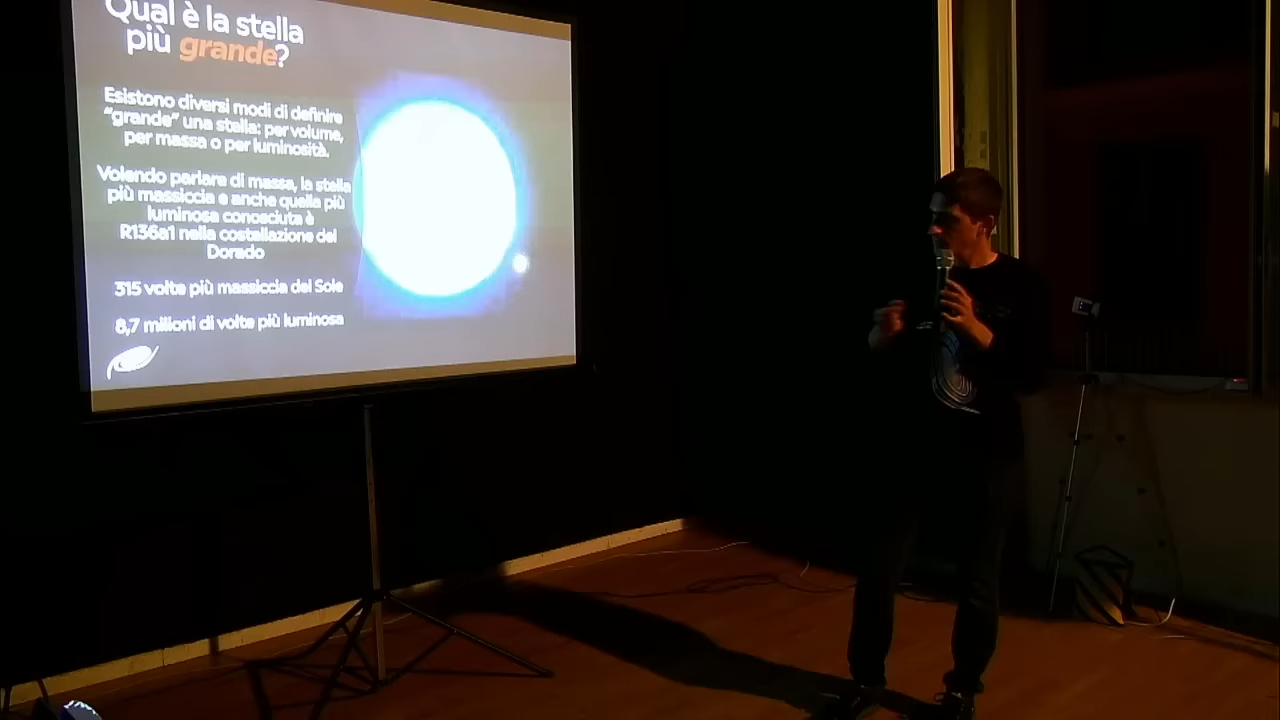 Qual è la stella
più grande?
Esistono diversi modi di definire
"grande" una stella: per volume,
per massa o per luminosità.
Volendo parlare di massa, la stella
più massiccia e anche quella più
luminosa conosciuta è
R136a1 nella costellazione del
Dorado
315 volte più massiccia del Sole
8,7 milioni di volte più luminosa